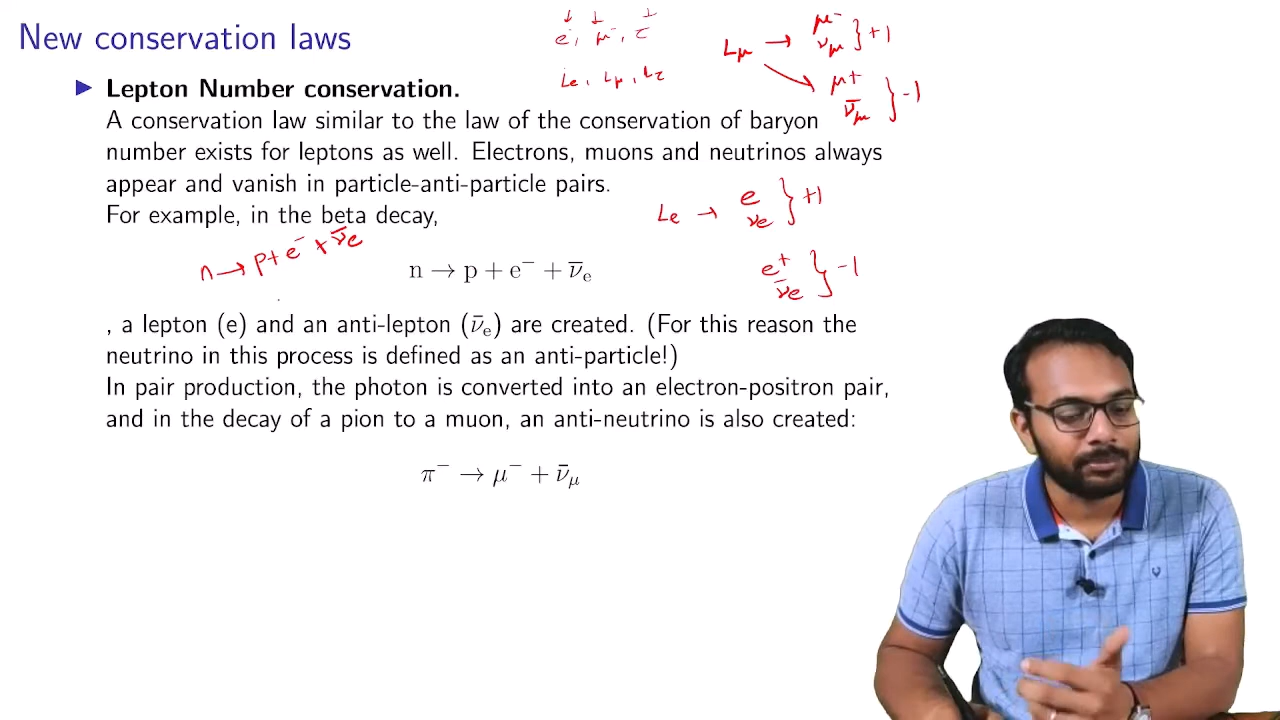 New conservation laws
e⁻, μ⁻, τ⁻
Le, Lμ, Lτ
Lμ → μ⁻ νμ } +1
μ+ ν̄μ } -1
▶ Lepton Number conservation.
A conservation law similar to the law of the conservation of baryon
number exists for leptons as well. Electrons, muons and neutrinos always
appear and vanish in particle-anti-particle pairs.
For example, in the beta decay,
Le → e νe } +1
n → p + e⁻ + ν̄e
n → p + e⁻ + ν̄e
e+ ν̄e } -1
, a lepton (e) and an anti-lepton (ν̄e) are created. (For this reason the
neutrino in this process is defined as an anti-particle!)
In pair production, the photon is converted into an electron-positron pair,
and in the decay of a pion to a muon, an anti-neutrino is also created:
π⁻ → μ⁻ + ν̄μ